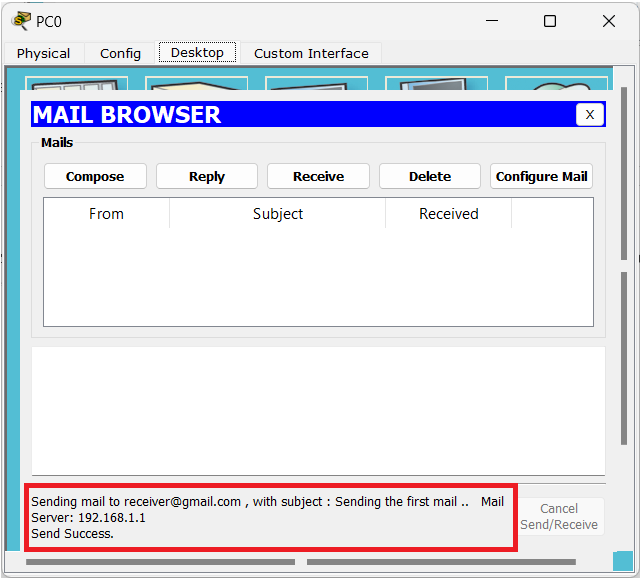 PC0
Physical Config Desktop Custom Interface
MAIL BROWSER X
Mails
Compose Reply Receive Delete Configure Mail
From Subject Received
Sending mail to receiver@gmail.com , with subject : Sending the first mail .. Mail
Server: 192.168.1.1
Send Success.
Cancel
Send/Receive